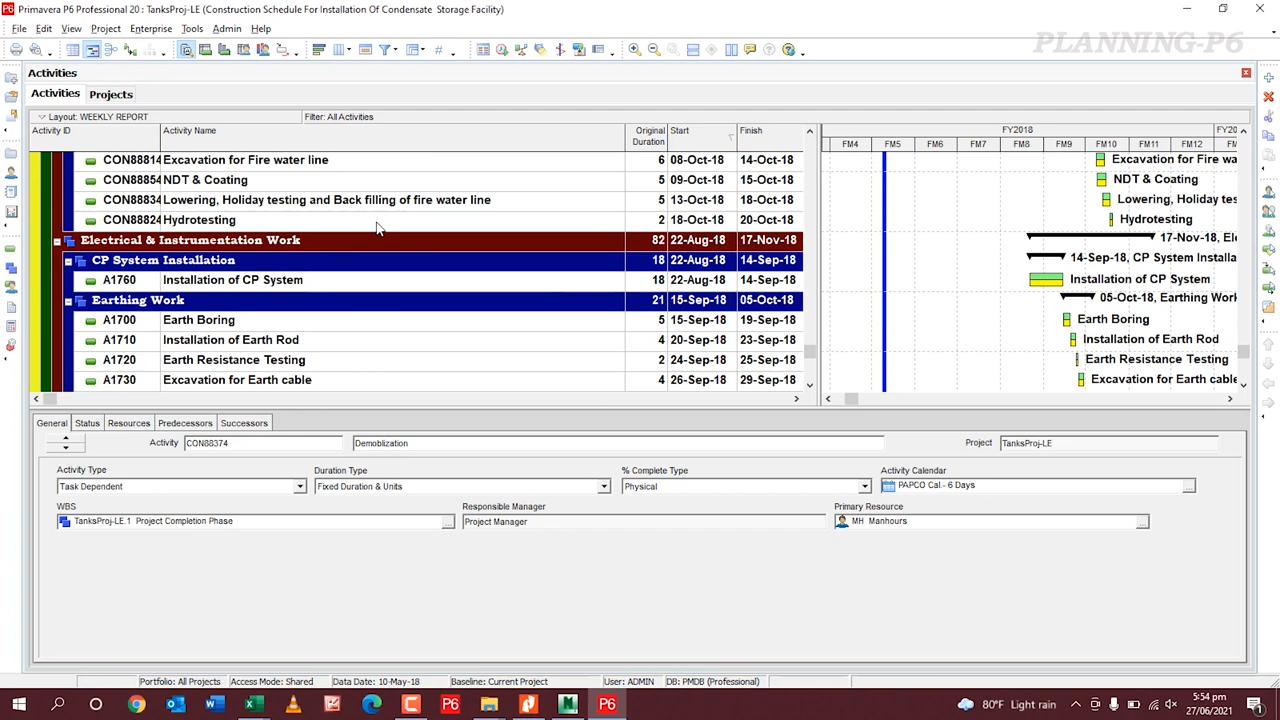 Primavera P6 Professional 20 : TanksProj-LE (Construction Schedule For Installation Of Condensate Storage Facility)
File Edit View Project Enterprise Tools Admin Help
PLANNING-P6
Activities
Activities Projects
Layout: WEEKLY REPORT Filter: All Activities
Activity ID Activity Name Original Duration Start Finish
FY2018 FY20
FM4 FM5 FM6 FM7 FM8 FM9 FM10 FM11 FM12 FM1
CON88814 Excavation for Fire water line 6 08-Oct-18 14-Oct-18 Excavation for Fire wa
CON88854 NDT & Coating 5 09-Oct-18 15-Oct-18 NDT & Coating
CON88834 Lowering, Holiday testing and Back filling of fire water line 5 13-Oct-18 18-Oct-18 Lowering, Holiday tes
CON88824 Hydrotesting 2 18-Oct-18 20-Oct-18 Hydrotesting
Electrical & Instrumentation Work 82 22-Aug-18 17-Nov-18 17-Nov-18, Ele
CP System Installation 18 22-Aug-18 14-Sep-18 14-Sep-18, CP System Installa
A1760 Installation of CP System 18 22-Aug-18 14-Sep-18 Installation of CP System
Earthing Work 21 15-Sep-18 05-Oct-18 05-Oct-18, Earthing Work
A1700 Earth Boring 5 15-Sep-18 19-Sep-18 Earth Boring
A1710 Installation of Earth Rod 4 20-Sep-18 23-Sep-18 Installation of Earth Rod
A1720 Earth Resistance Testing 2 24-Sep-18 25-Sep-18 Earth Resistance Testing
A1730 Excavation for Earth cable 4 26-Sep-18 29-Sep-18 Excavation for Earth cable
General Status Resources Predecessors Successors
Activity CON88374 Demoblization Project TanksProj-LE
Activity Type Duration Type % Complete Type Activity Calendar
Task Dependent Fixed Duration & Units Physical PAPCO Cal.- 6 Days
WBS Responsible Manager Primary Resource
TanksProj-LE.1 Project Completion Phase Project Manager MH Manhours
Portfolio: All Projects Access Mode: Shared Data Date: 10-May-18 Baseline: Current Project User: ADMIN DB: PMDB (Professional)
80°F Light rain 5:54 pm
27/06/2021